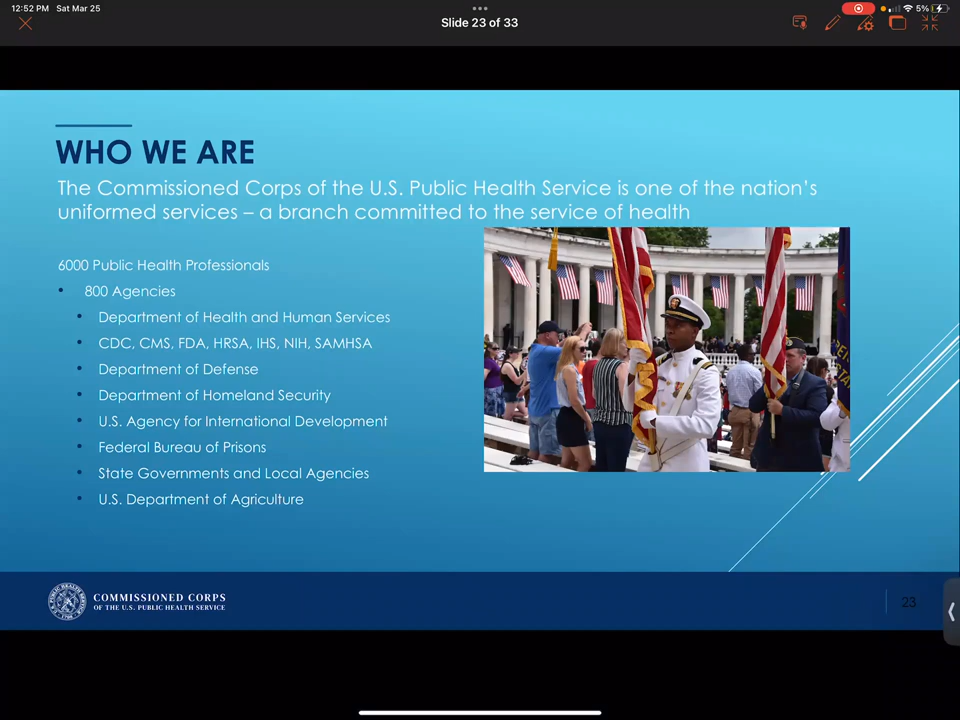 12:52 PM Sat Mar 25
5%
Slide 23 of 33
WHO WE ARE
The Commissioned Corps of the U.S. Public Health Service is one of the nation's
uniformed services – a branch committed to the service of health
6000 Public Health Professionals
• 800 Agencies
• Department of Health and Human Services
• CDC, CMS, FDA, HRSA, IHS, NIH, SAMHSA
• Department of Defense
• Department of Homeland Security
• U.S. Agency for International Development
• Federal Bureau of Prisons
• State Governments and Local Agencies
• U.S. Department of Agriculture
COMMISSIONED CORPS
OF THE U.S. PUBLIC HEALTH SERVICE
23